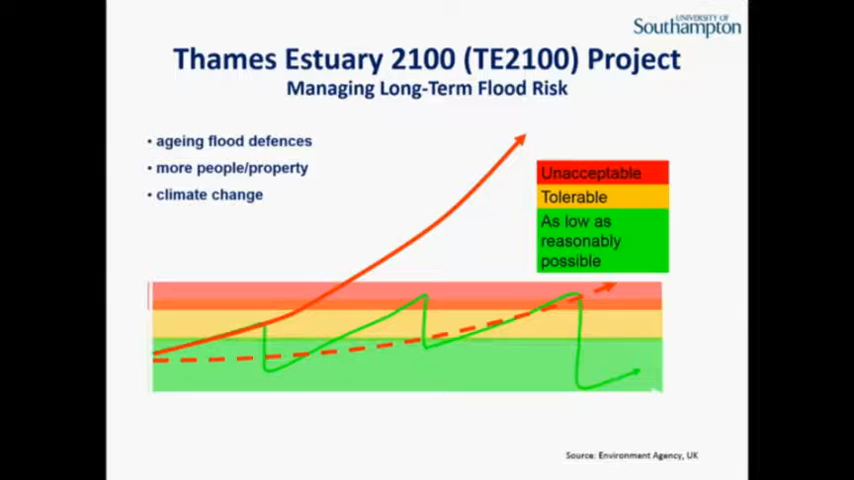 UNIVERSITY OF
Southampton
Thames Estuary 2100 (TE2100) Project
Managing Long-Term Flood Risk
• ageing flood defences
• more people/property
• climate change
Unacceptable
Tolerable
As low as
reasonably
possible
Source: Environment Agency, UK